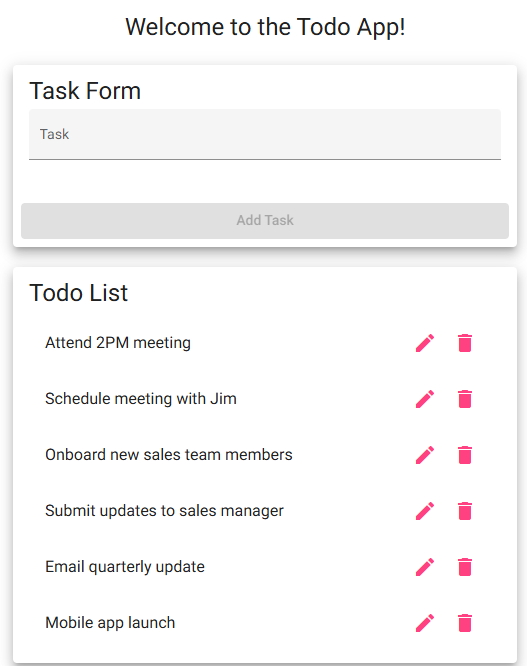 Welcome to the Todo App!
Task Form
Task
Add Task
Todo List
Attend 2PM meeting
Schedule meeting with Jim
Onboard new sales team members
Submit updates to sales manager
Email quarterly update
Mobile app launch